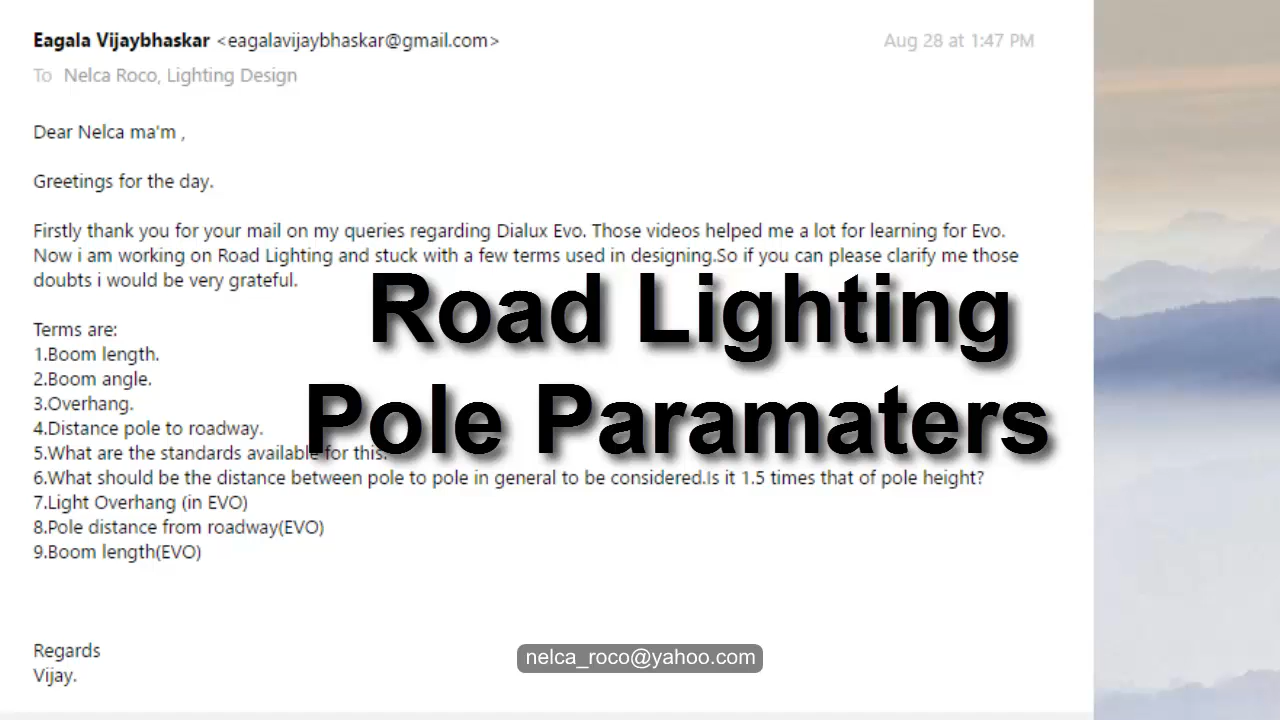 Eagala Vijaybhaskar <eagalavijaybhaskar@gmail.com>
Aug 28 at 1:47 PM
To Nelca Roco, Lighting Design
Dear Nelca ma'm ,
Greetings for the day.
Firstly thank you for your mail on my queries regarding Dialux Evo. Those videos helped me a lot for learning for Evo.
Now i am working on Road Lighting and stuck with a few terms used in designing.So if you can please clarify me those
doubts i would be very grateful.
Road Lighting
Pole Paramaters
Terms are:
1.Boom length.
2.Boom angle.
3.Overhang.
4.Distance pole to roadway.
5.What are the standards available for this.
6.What should be the distance between pole to pole in general to be considered.Is it 1.5 times that of pole height?
7.Light Overhang (in EVO)
8.Pole distance from roadway(EVO)
9.Boom length(EVO)
Regards
Vijay.
nelca_roco@yahoo.com